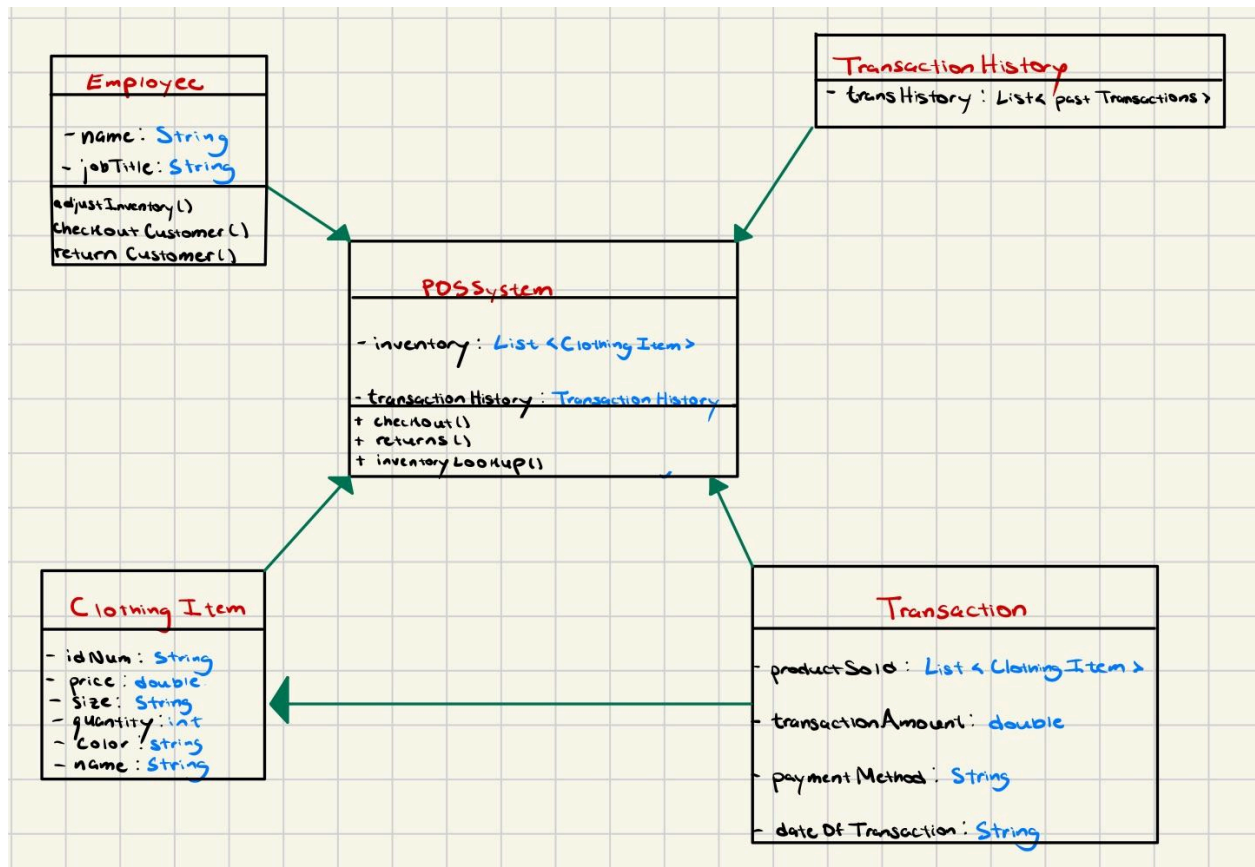 Employee
- name: String
- jobTitle: String
adjustInventory()
checkout Customer()
return Customer()
Transaction History
- transHistory: List< past Transactions>
POSSystem
- inventory: List <Clothing Item>
- transaction History: Transaction History
+ checkout()
+ returns()
+ inventory Lookup()
Clothing Item
- idNum: String
- price: double
- size: String
- quantity: int
- Color: string
- name: String
Transaction
- productSold: List < Clothing Item >
- transactionAmount: double
- payment Method: String
- date Of Transaction: String